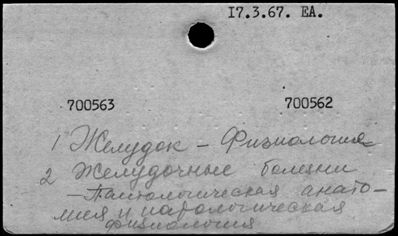 17.3.67. EA.
700563 700562
1 Желудок - Физиология
2 Желудочные болезни
- Патологическая анато-
мия и патологическая
физиология